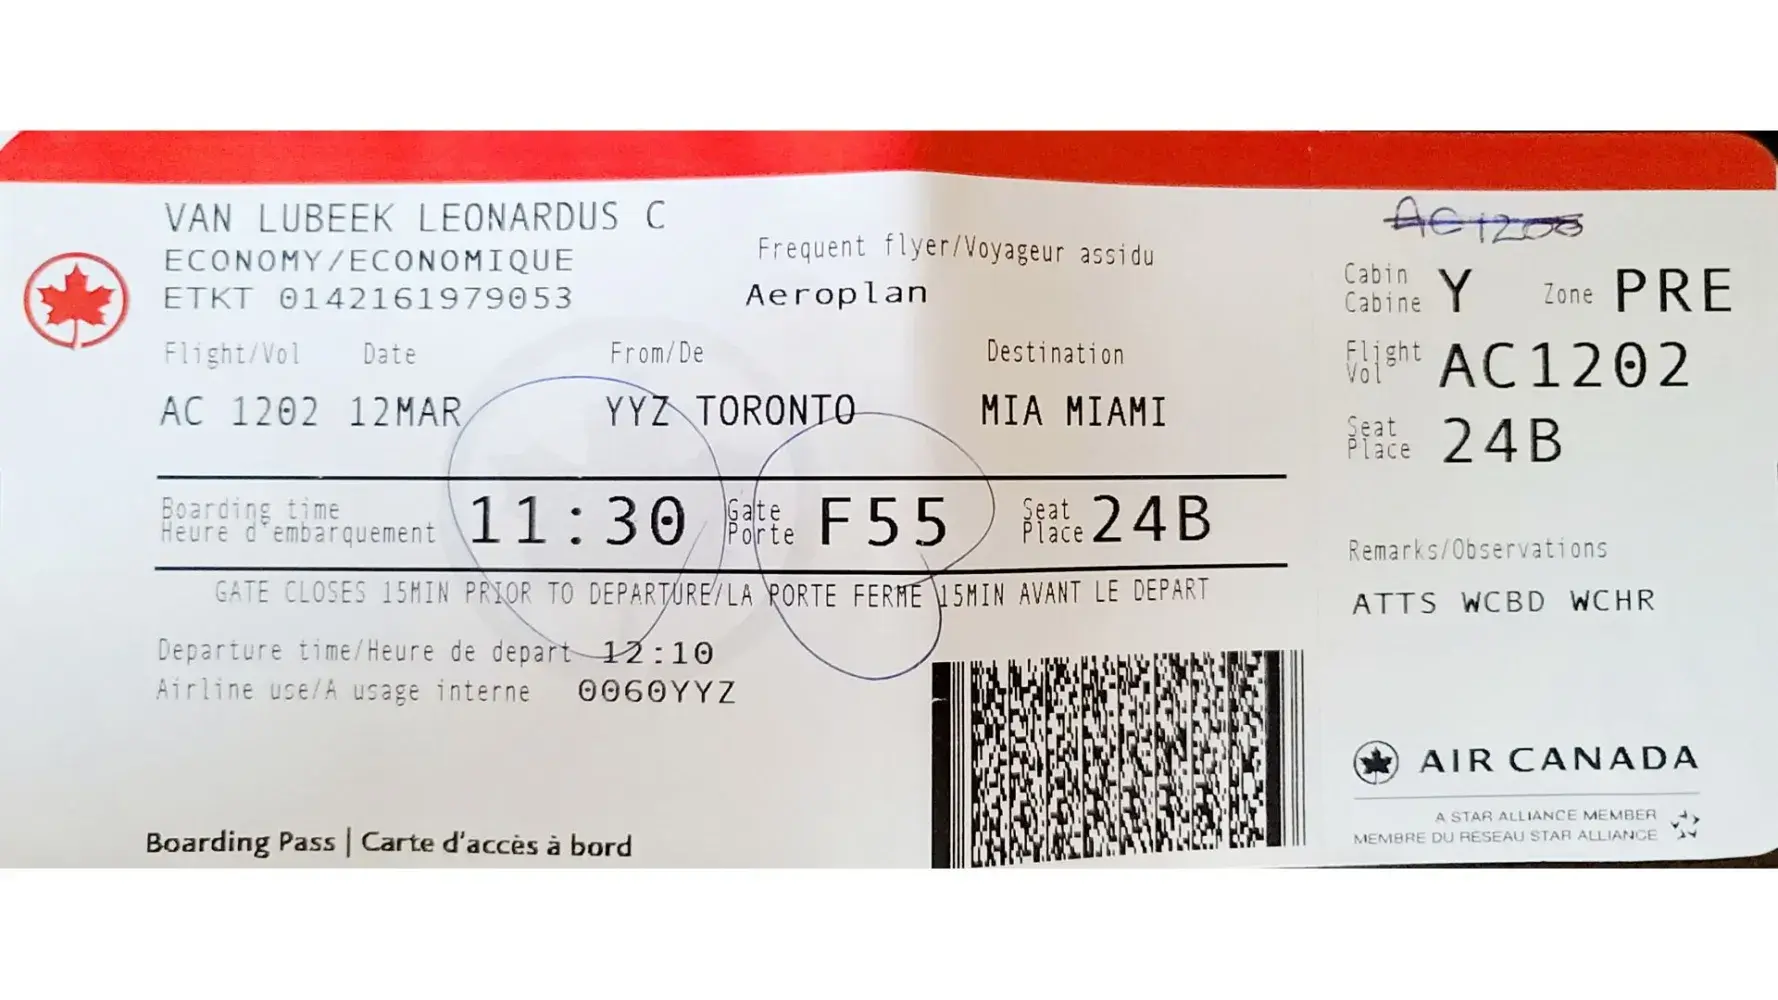 VAN LUBEEK LEONARDUS C
ECONOMY/ECONOMIQUE
ETKT 0142161979053
Frequent flyer/Voyageur assidu
Aeroplan
Flight/Vol Date From/De Destination
AC 1202 12MAR YYZ TORONTO MIA MIAMI
Boarding time
Heure d'embarquement
11:30
Gate
Porte
F55
Seat
Place
24B
GATE CLOSES 15MIN PRIOR TO DEPARTURE/LA PORTE FERME 15MIN AVANT LE DEPART
Departure time/Heure de depart 12:10
Airline use/A usage interne 0060YYZ
Boarding Pass | Carte d'accès à bord
Cabin
Cabine
Y
Zone PRE
Flight
Vol
AC1202
Seat
Place
24B
Remarks/Observations
ATTS WCBD WCHR
AIR CANADA
A STAR ALLIANCE MEMBER
MEMBRE DU RESEAU STAR ALLIANCE